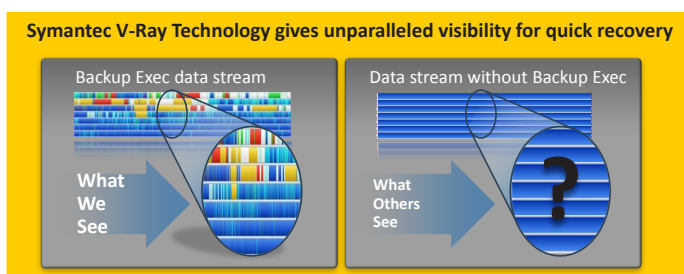 Symantec V-Ray Technology gives unparalleled visibility for quick recovery
Backup Exec data stream
What
We
See
Data stream without Backup Exec
What
Others
See
?